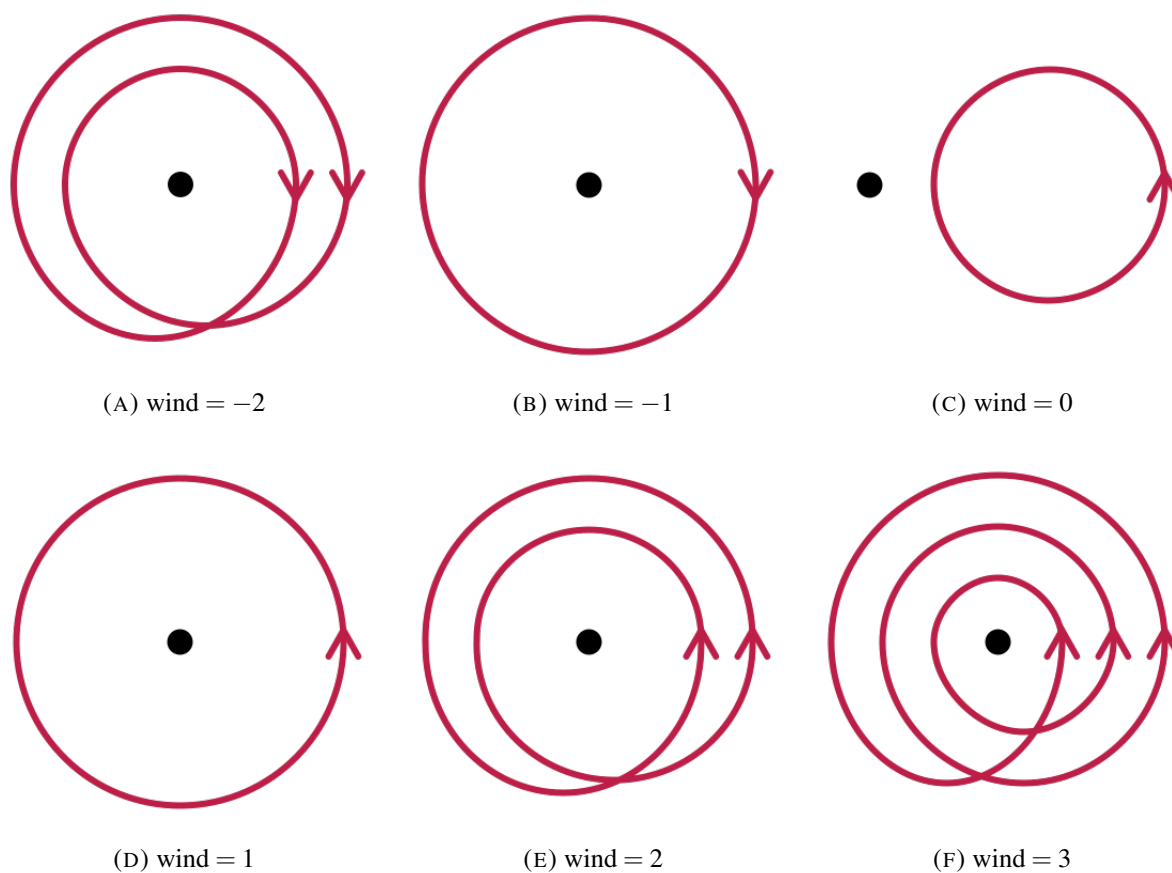 (A) wind = −2
(B) wind = −1
(C) wind = 0
(D) wind = 1
(E) wind = 2
(F) wind = 3